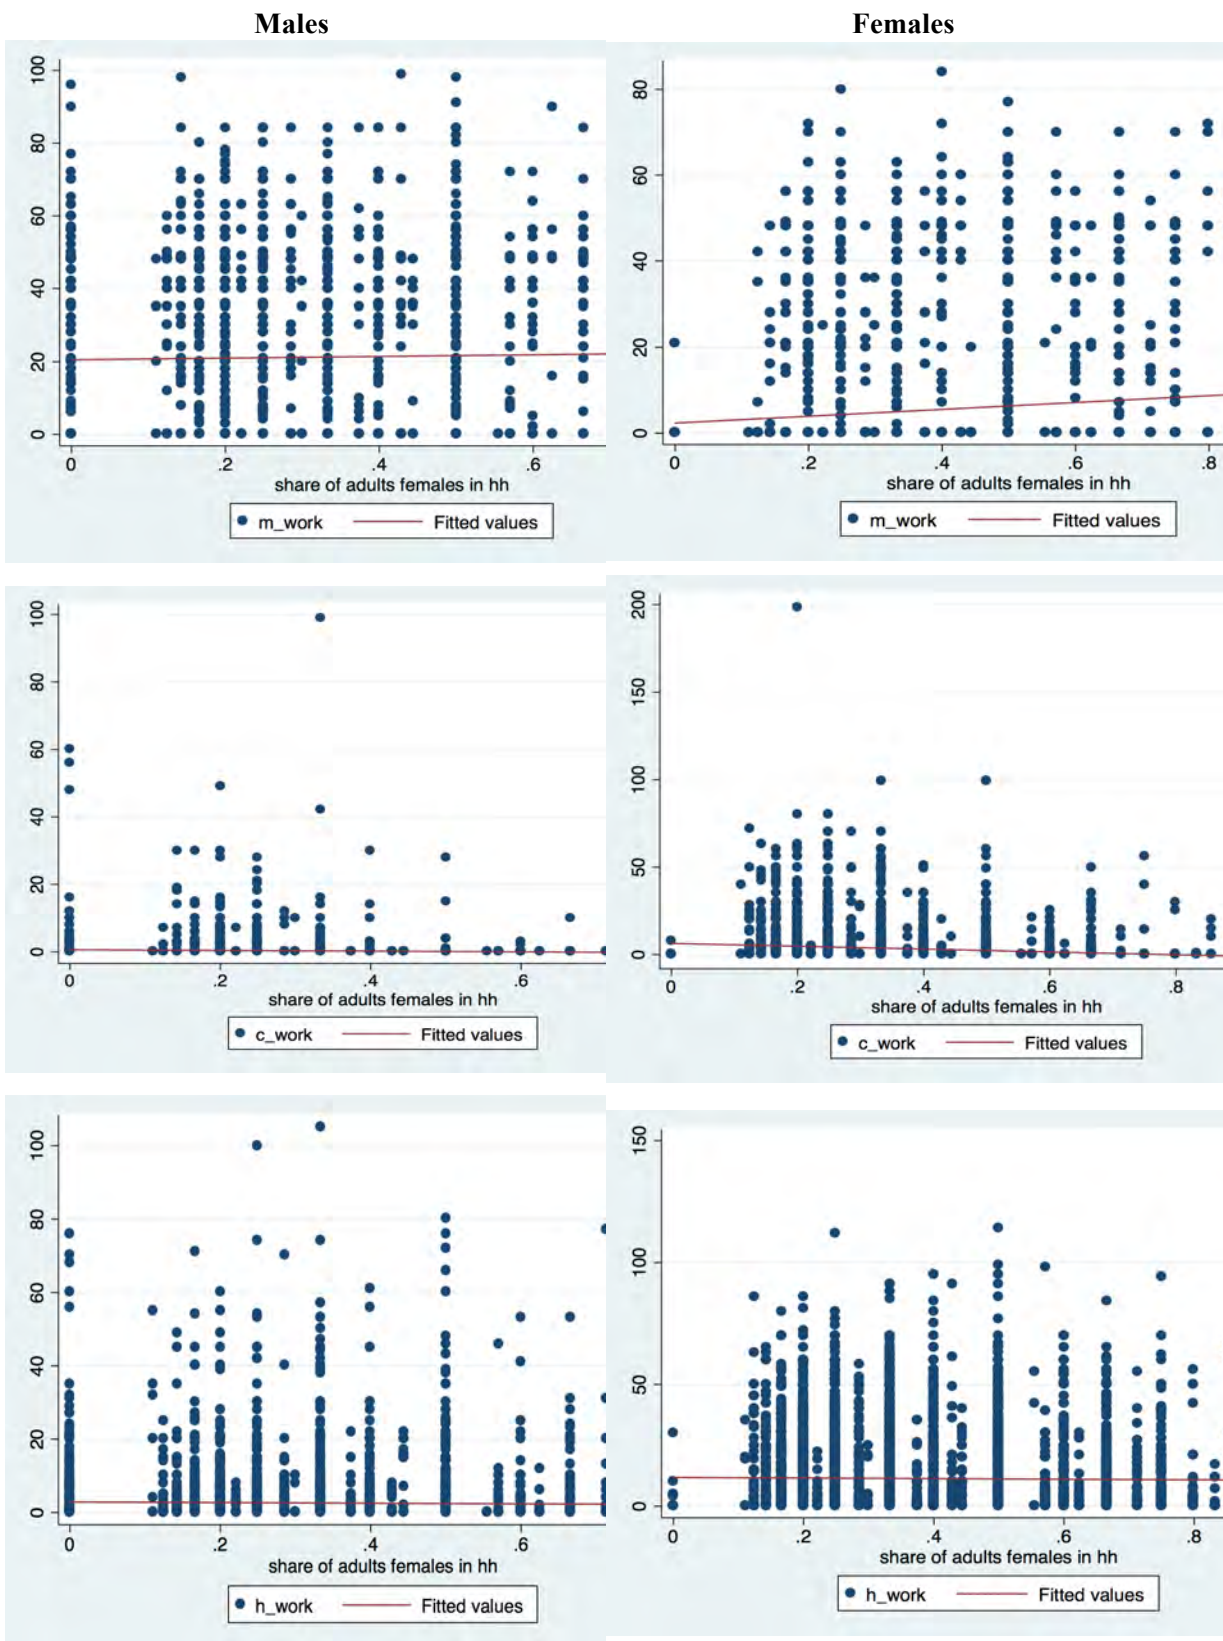 Males Females
100
80
60
40
20
0
0 .2 .4 .6
share of adults females in hh
m_work Fitted values
80
60
40
20
0
0 .2 .4 .6 .8
share of adults females in hh
m_work Fitted values
100
80
60
40
20
0
0 .2 .4 .6
share of adults females in hh
c_work Fitted values
200
150
100
50
0
0 .2 .4 .6 .8
share of adults females in hh
c_work Fitted values
100
80
60
40
20
0
0 .2 .4 .6
share of adults females in hh
h_work Fitted values
150
100
50
0
0 .2 .4 .6 .8
share of adults females in hh
h_work Fitted values